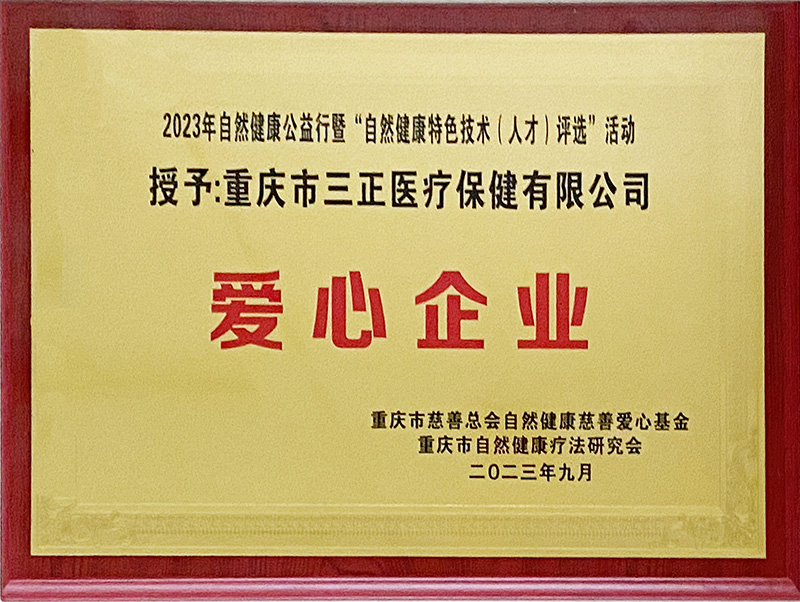 2023年自然健康公益行暨“自然健康特色技术（人才）评选”活动
授予:重庆市三正医疗保健有限公司
爱心企业
重庆市慈善总会自然健康慈善爱心基金
重庆市自然健康疗法研究会
二〇二三年九月